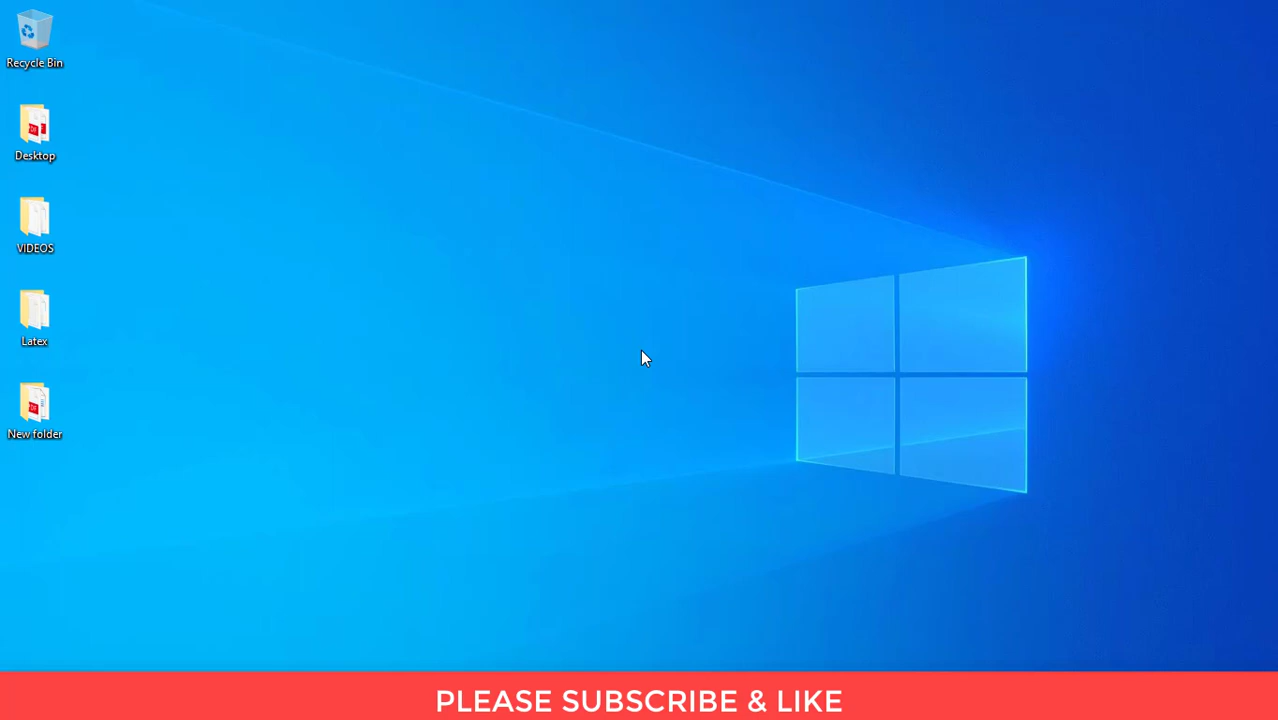 Recycle Bin
Desktop
VIDEOS
Latex
New folder
PLEASE SUBSCRIBE & LIKE